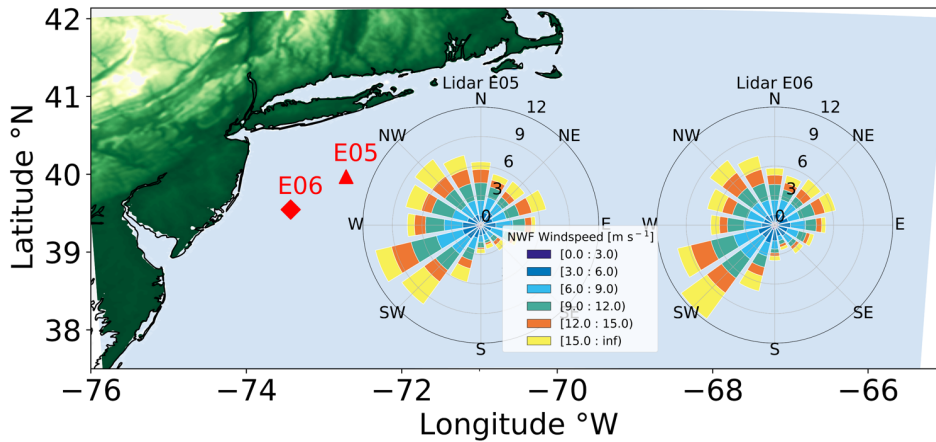 42
41
40
39
38
Latitude °N
−76
−74
−72
−70
−68
−66
Longitude °W
E05
E06
Lidar E05
N
NE
E
SE
S
SW
W
NW
0
3
6
9
12
NWF Windspeed [m s⁻¹]
[0.0 : 3.0)
[3.0 : 6.0)
[6.0 : 9.0)
[9.0 : 12.0)
[12.0 : 15.0)
[15.0 : inf)
Lidar E06
N
NE
E
SE
S
SW
W
NW
0
3
6
9
12